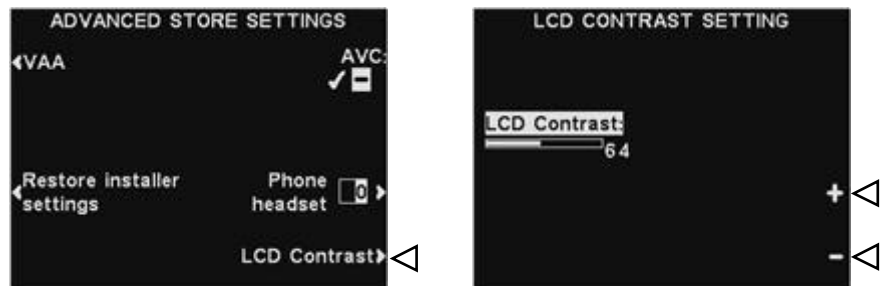 ADVANCED STORE SETTINGS
VAA
AVC:
✓ –
Restore installer
settings
Phone
headset 0
LCD Contrast
LCD CONTRAST SETTING
LCD Contrast:
64
+
-